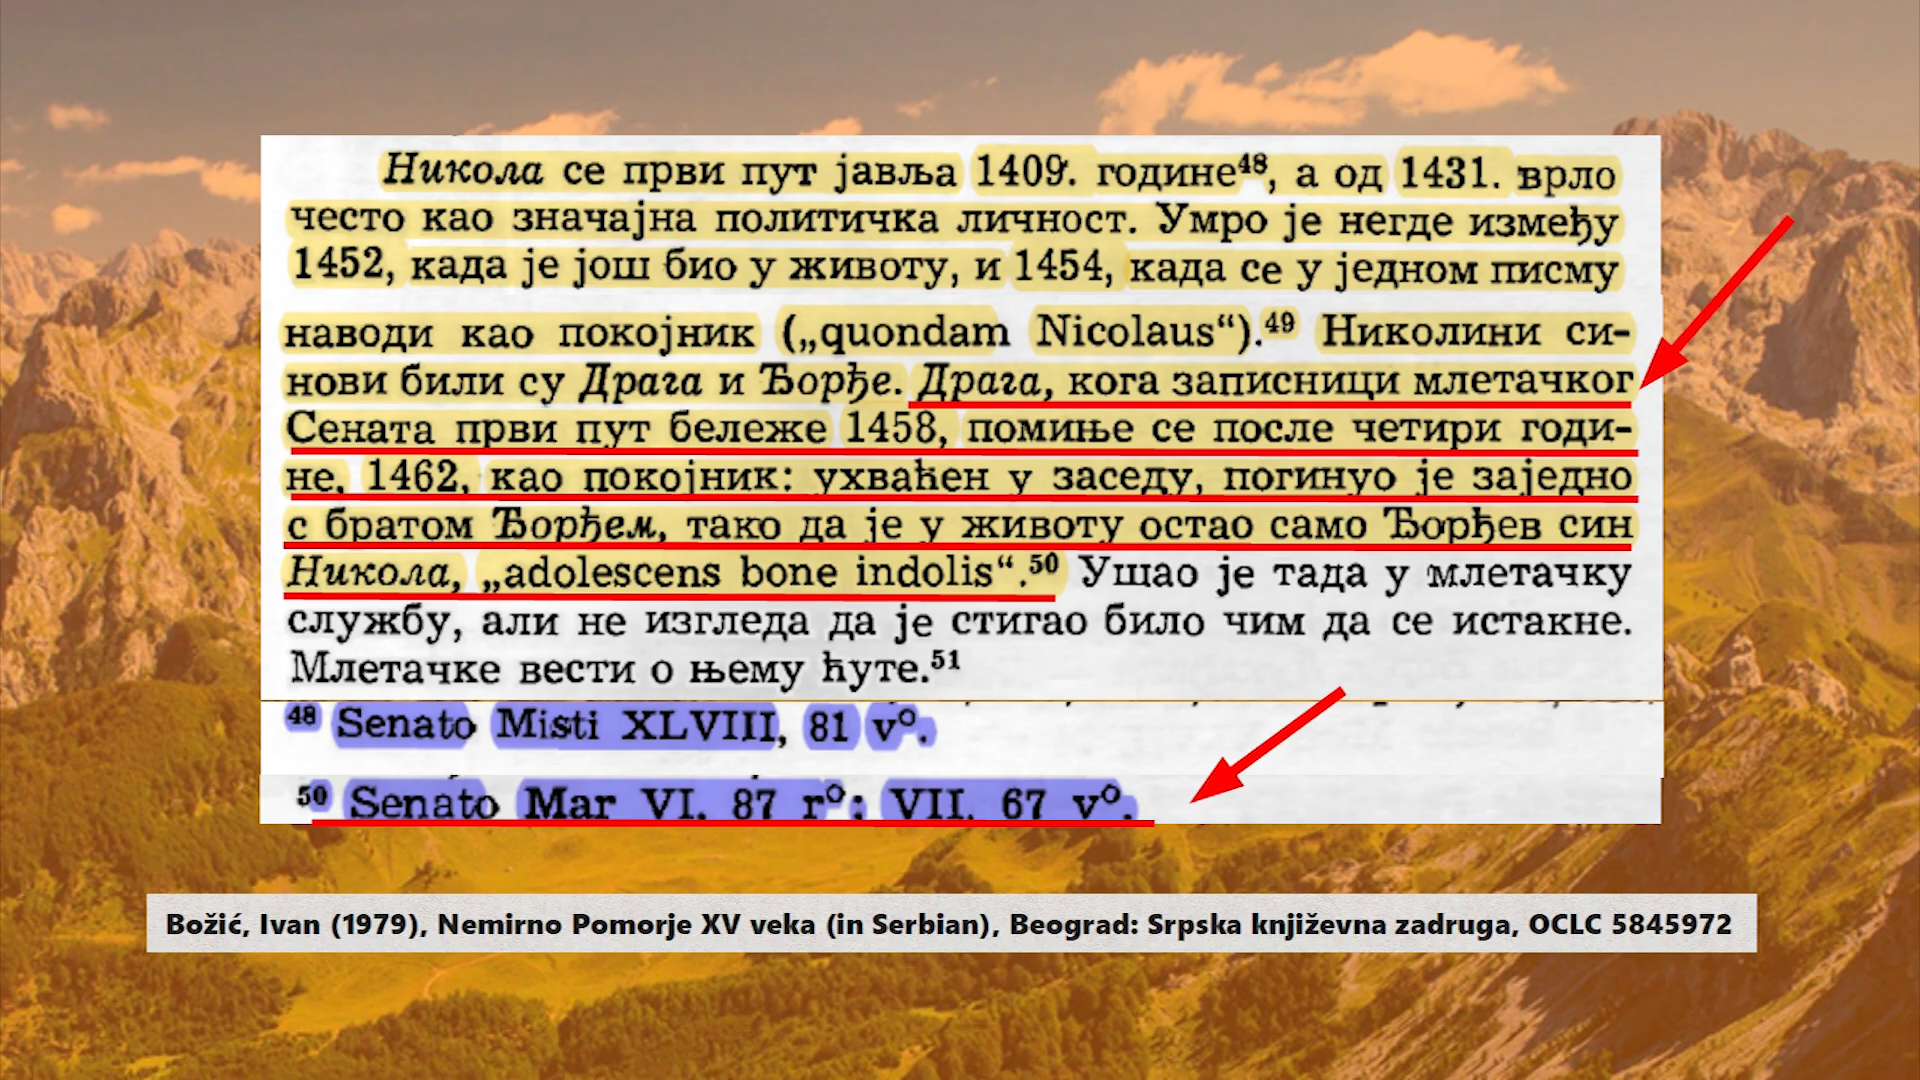 Никола се први пут јавља 1409. године⁴⁸, а од 1431. врло
често као значајна политичка личност. Умро је негде између
1452, када је још био у животу, и 1454, када се у једном писму
наводи као покојник („quondam Nicolaus“).⁴⁹ Николини си-
нови били су Драга и Ђорђе. Драга, кога записници млетачког
Сената први пут бележе 1458, помиње се после четири годи-
не, 1462, као покојник: ухваћен у заседу, погинуо је заједно
с братом Ђорђем, тако да је у животу остао само Ђорђев син
Никола, „adolescens bone indolis“.⁵⁰ Ушао је тада у млетачку
службу, али не изгледа да је стигао било чим да се истакне.
Млетачке вести о њему ћуте.⁵¹
⁴⁸ Senato Misti XLVIII, 81 v⁰.
⁵⁰ Senato Mar VI, 87 r⁰; VII, 67 v⁰.
Božić, Ivan (1979), Nemirno Pomorje XV veka (in Serbian), Beograd: Srpska književna zadruga, OCLC 5845972